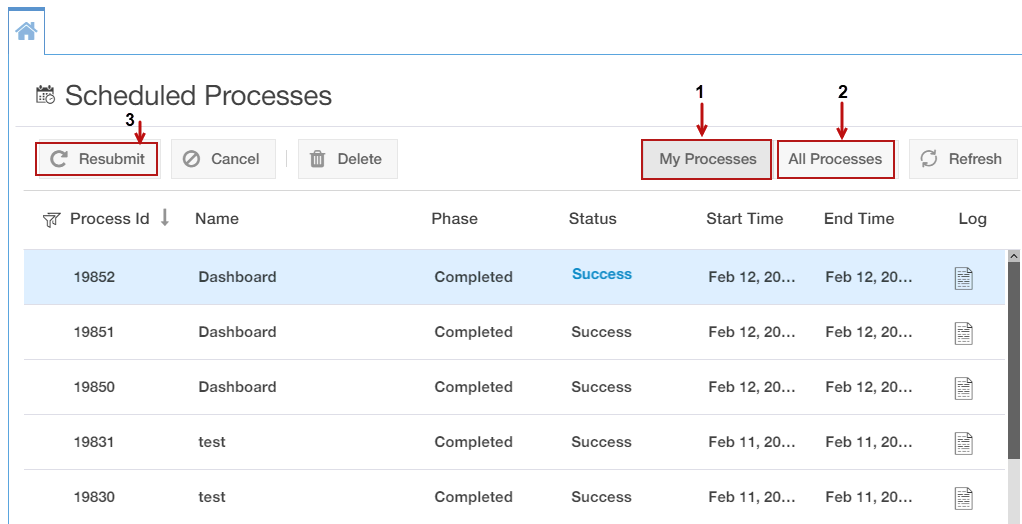 Scheduled Processes
1
2
3
Resubmit Cancel Delete My Processes All Processes Refresh
Process Id Name Phase Status Start Time End Time Log
19852 Dashboard Completed Success Feb 12, 20... Feb 12, 20...
19851 Dashboard Completed Success Feb 12, 20... Feb 12, 20...
19850 Dashboard Completed Success Feb 12, 20... Feb 12, 20...
19831 test Completed Success Feb 11, 20... Feb 11, 20...
19830 test Completed Success Feb 11, 20... Feb 11, 20...